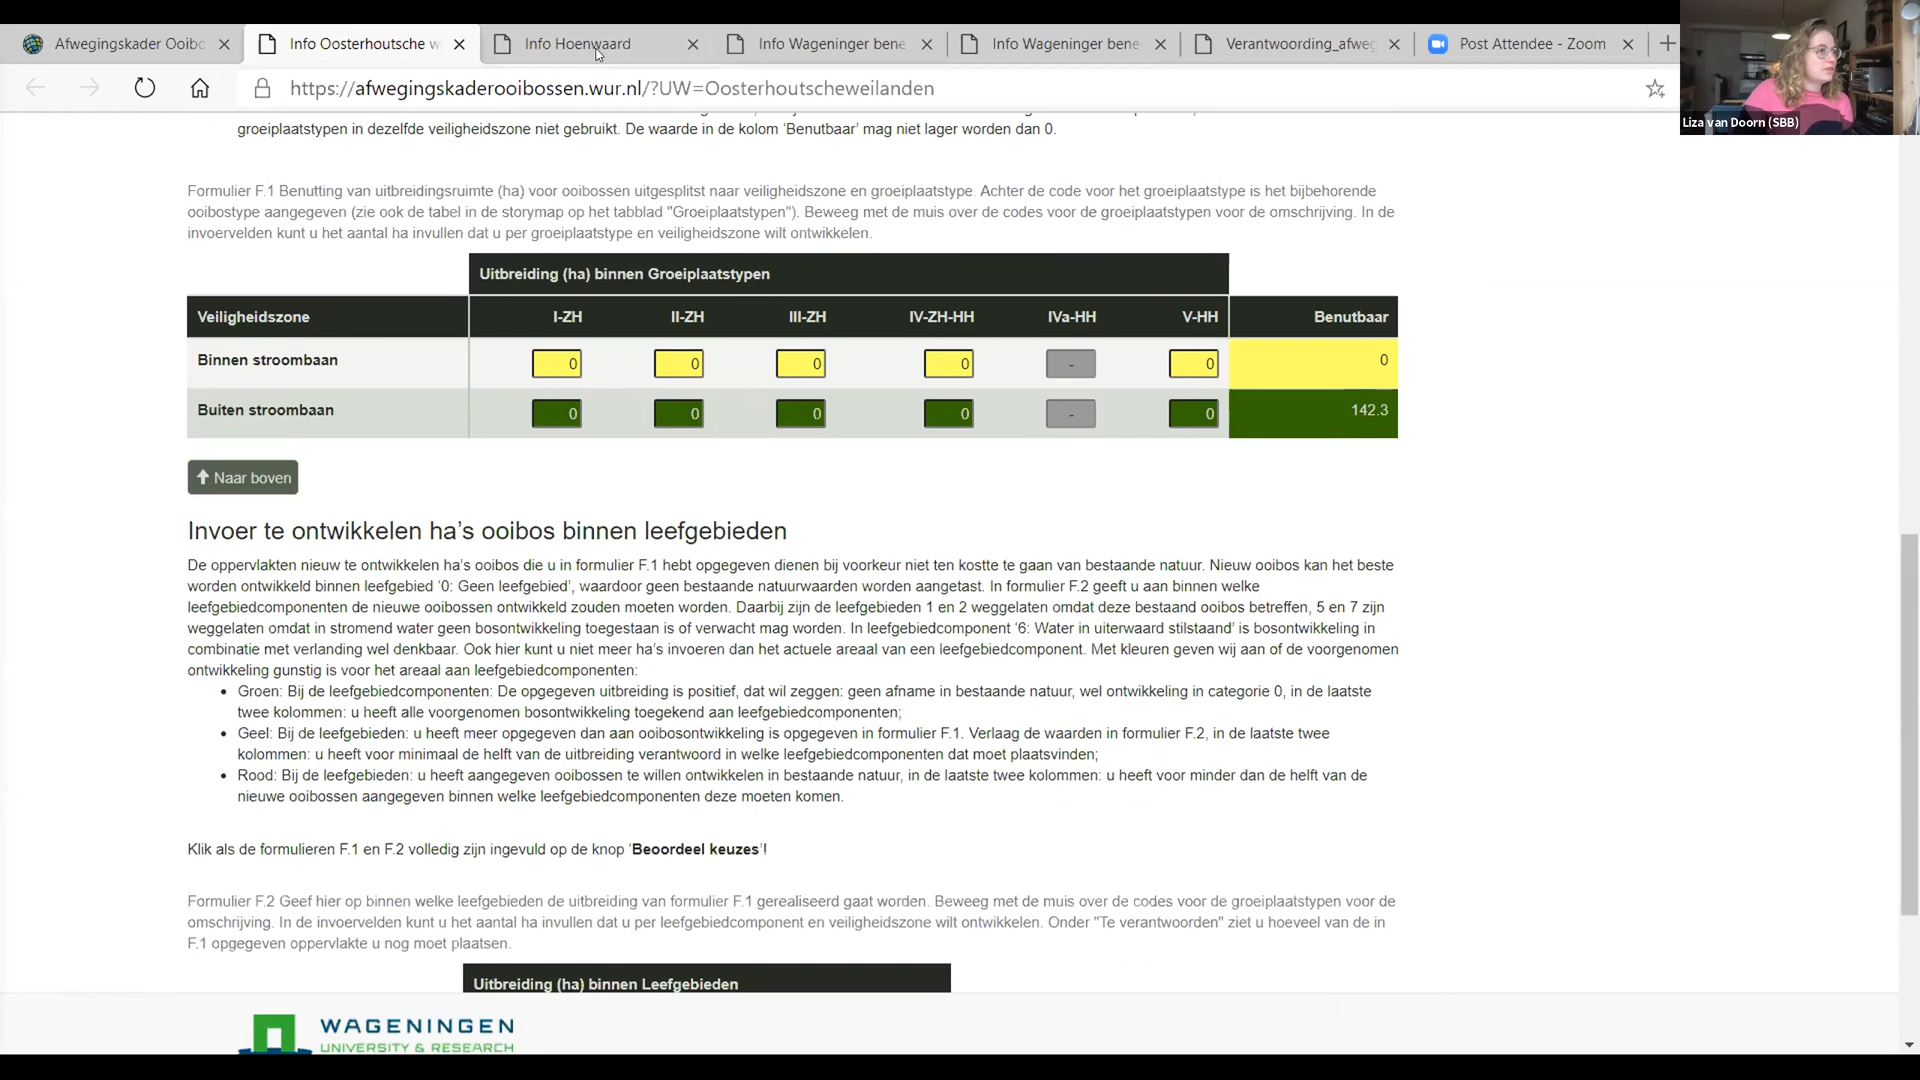 Afwegingskader Ooibo
Info Oosterhoutsche w
Info Hoenwaard
Info Wageninger bene
Info Wageninger bene
Verantwoording_afweg
Post Attendee - Zoom
https://afwegingskaderooibossen.wur.nl/?UW=Oosterhoutscheweilanden
Liza van Doorn (SBB)
groeiplaatstypen in dezelfde veiligheidszone niet gebruikt. De waarde in de kolom 'Benutbaar' mag niet lager worden dan 0.
Formulier F.1 Benutting van uitbreidingsruimte (ha) voor ooibossen uitgesplitst naar veiligheidszone en groeiplaatstype. Achter de code voor het groeiplaatstype is het bijbehorende
ooibostype aangegeven (zie ook de tabel in de storymap op het tabblad "Groeiplaatstypen"). Beweeg met de muis over de codes voor de groeiplaatstypen voor de omschrijving. In de
invoervelden kunt u het aantal ha invullen dat u per groeiplaatstype en veiligheidszone wilt ontwikkelen.
Uitbreiding (ha) binnen Groeiplaatstypen
Veiligheidszone I-ZH II-ZH III-ZH IV-ZH-HH IVa-HH V-HH Benutbaar
Binnen stroombaan 0 0 0 0 - 0 0
Buiten stroombaan 0 0 0 0 - 0 142.3
Naar boven
Invoer te ontwikkelen ha's ooibos binnen leefgebieden
De oppervlakten nieuw te ontwikkelen ha's ooibos die u in formulier F.1 hebt opgegeven dienen bij voorkeur niet ten kostte te gaan van bestaande natuur. Nieuw ooibos kan het beste
worden ontwikkeld binnen leefgebied '0: Geen leefgebied', waardoor geen bestaande natuurwaarden worden aangetast. In formulier F.2 geeft u aan binnen welke
leefgebiedcomponenten de nieuwe ooibossen ontwikkeld zouden moeten worden. Daarbij zijn de leefgebieden 1 en 2 weggelaten omdat deze bestaand ooibos betreffen, 5 en 7 zijn
weggelaten omdat in stromend water geen bosontwikkeling toegestaan is of verwacht mag worden. In leefgebiedcomponent '6: Water in uiterwaard stilstaand' is bosontwikkeling in
combinatie met verlanding wel denkbaar. Ook hier kunt u niet meer ha's invoeren dan het actuele areaal van een leefgebiedcomponent. Met kleuren geven wij aan of de voorgenomen
ontwikkeling gunstig is voor het areaal aan leefgebiedcomponenten:
• Groen: Bij de leefgebiedcomponenten: De opgegeven uitbreiding is positief, dat wil zeggen: geen afname in bestaande natuur, wel ontwikkeling in categorie 0, in de laatste
twee kolommen: u heeft alle voorgenomen bosontwikkeling toegekend aan leefgebiedcomponenten;
• Geel: Bij de leefgebieden: u heeft meer opgegeven dan aan ooibosontwikkeling is opgegeven in formulier F.1. Verlaag de waarden in formulier F.2, in de laatste twee
kolommen: u heeft voor minimaal de helft van de uitbreiding verantwoord in welke leefgebiedcomponenten dat moet plaatsvinden;
• Rood: Bij de leefgebieden: u heeft aangegeven ooibossen te willen ontwikkelen in bestaande natuur, in de laatste twee kolommen: u heeft voor minder dan de helft van de
nieuwe ooibossen aangegeven binnen welke leefgebiedcomponenten deze moeten komen.
Klik als de formulieren F.1 en F.2 volledig zijn ingevuld op de knop 'Beoordeel keuzes'!
Formulier F.2 Geef hier op binnen welke leefgebieden de uitbreiding van formulier F.1 gerealiseerd gaat worden. Beweeg met de muis over de codes voor de groeiplaatstypen voor de
omschrijving. In de invoervelden kunt u het aantal ha invullen dat u per leefgebiedcomponent en veiligheidszone wilt ontwikkelen. Onder "Te verantwoorden" ziet u hoeveel van de in
F.1 opgegeven oppervlakte u nog moet plaatsen.
Uitbreiding (ha) binnen Leefgebieden
WAGENINGEN
UNIVERSITY & RESEARCH